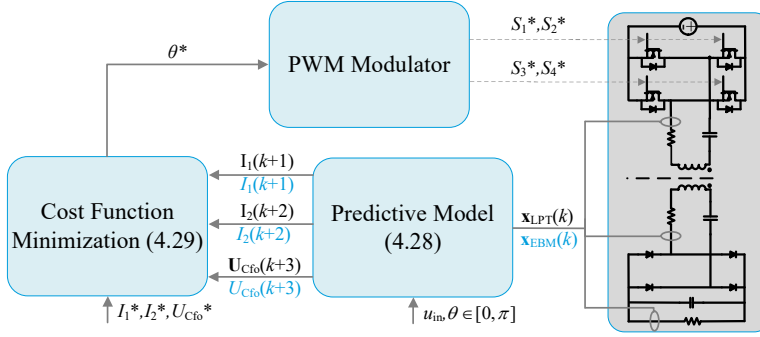 S1*,S2*
θ*
PWM Modulator
S3*,S4*
I1(k+1)
I1(k+1)
Cost Function
Minimization (4.29)
I2(k+2)
I2(k+2)
Predictive Model
(4.28)
xLPT(k)
xEBM(k)
UCfo(k+3)
UCfo(k+3)
I1*,I2*,UCfo*
uin,θ∈[0,π]